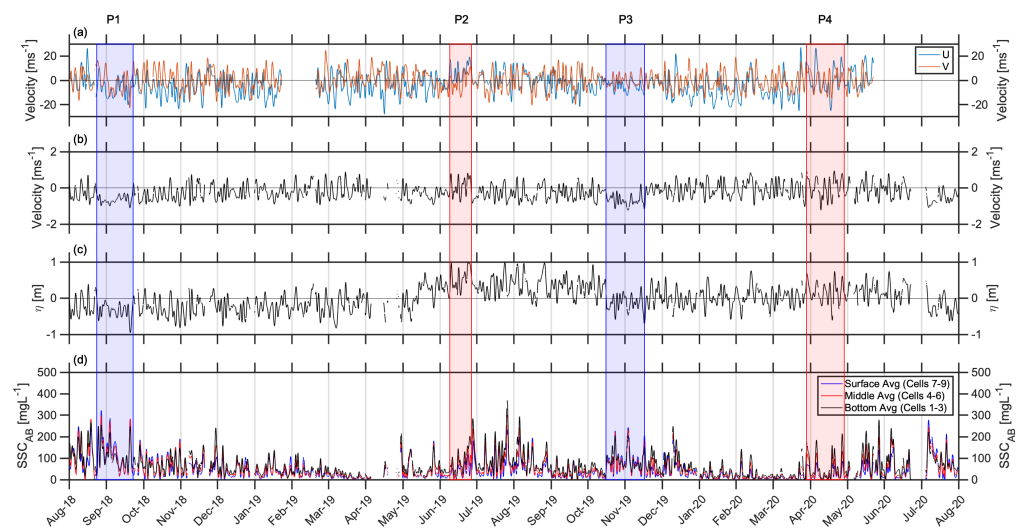 P1 P2 P3 P4
(a)
Velocity [ms-1]
20
0
-20
U
V
20
0
-20
Velocity [ms-1]
(b)
Velocity [ms-1]
2
0
-2
2
0
-2
Velocity [ms-1]
(c)
η [m]
1
0
-1
1
0
-1
η [m]
(d)
SSCAB [mgL-1]
500
400
300
200
100
0
Surface Avg (Cells 7-9)
Middle Avg (Cells 4-6)
Bottom Avg (Cells 1-3)
500
400
300
200
100
0
SSCAB [mgL-1]
Aug-18 Sep-18 Oct-18 Nov-18 Dec-18 Jan-19 Feb-19 Mar-19 Apr-19 May-19 Jun-19 Jul-19 Aug-19 Sep-19 Oct-19 Nov-19 Dec-19 Jan-20 Feb-20 Mar-20 Apr-20 May-20 Jun-20 Jul-20 Aug-20